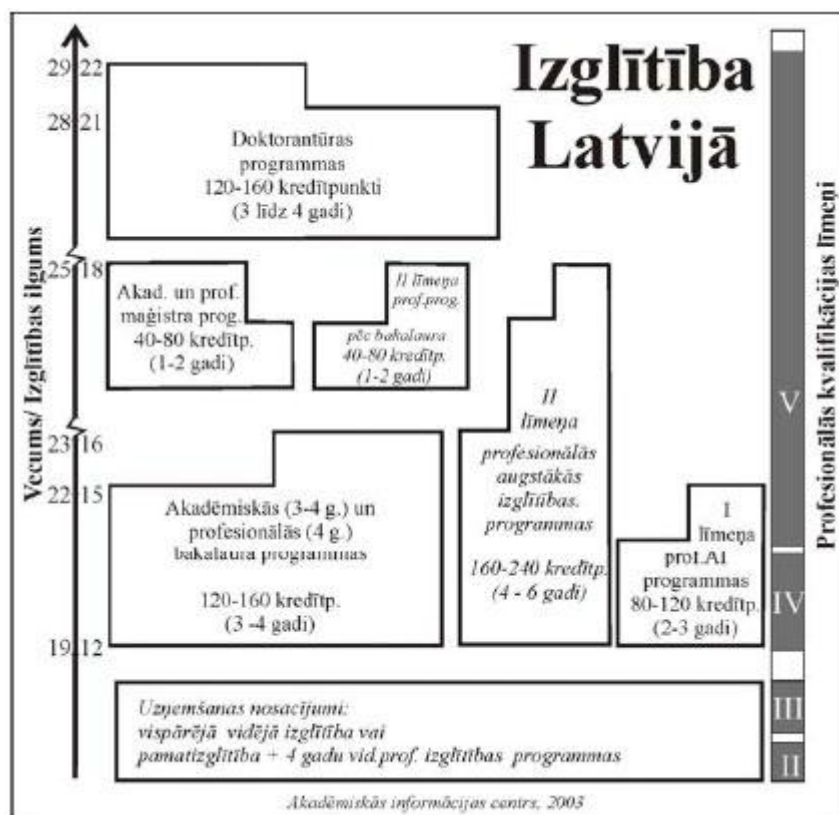 Izglītība
Latvijā
Vecums/ Izglītības ilgums
Profesionālās kvalifikācijas līmeņi
29 22
28 21
Doktorantūras
programmas
120-160 kredītpunkti
(3 līdz 4 gadi)
25 18
Akad. un prof.
maģistra prog.
40-80 kredītp.
(1-2 gadi)
II līmeņa
prof.prog.
pēc bakalaura
40-80 kredītp.
(1-2 gadi)
II
līmeņa
profesionālās
augstākās
izglītības.
programmas
160-240 kredītp.
(4 - 6 gadi)
V
23 16
22 15
Akadēmiskās (3-4 g.) un
profesionālās (4 g.)
bakalaura programmas
120-160 kredītp.
(3 -4 gadi)
I
līmeņa
prof.AI
programmas
80-120 kredītp.
(2-3 gadi)
IV
19 12
Uzņemšanas nosacījumi:
vispārējā vidējā izglītība vai
pamatizglītība + 4 gadu vid.prof. izglītības programmas
III
II
Akadēmiskās informācijas centrs, 2003